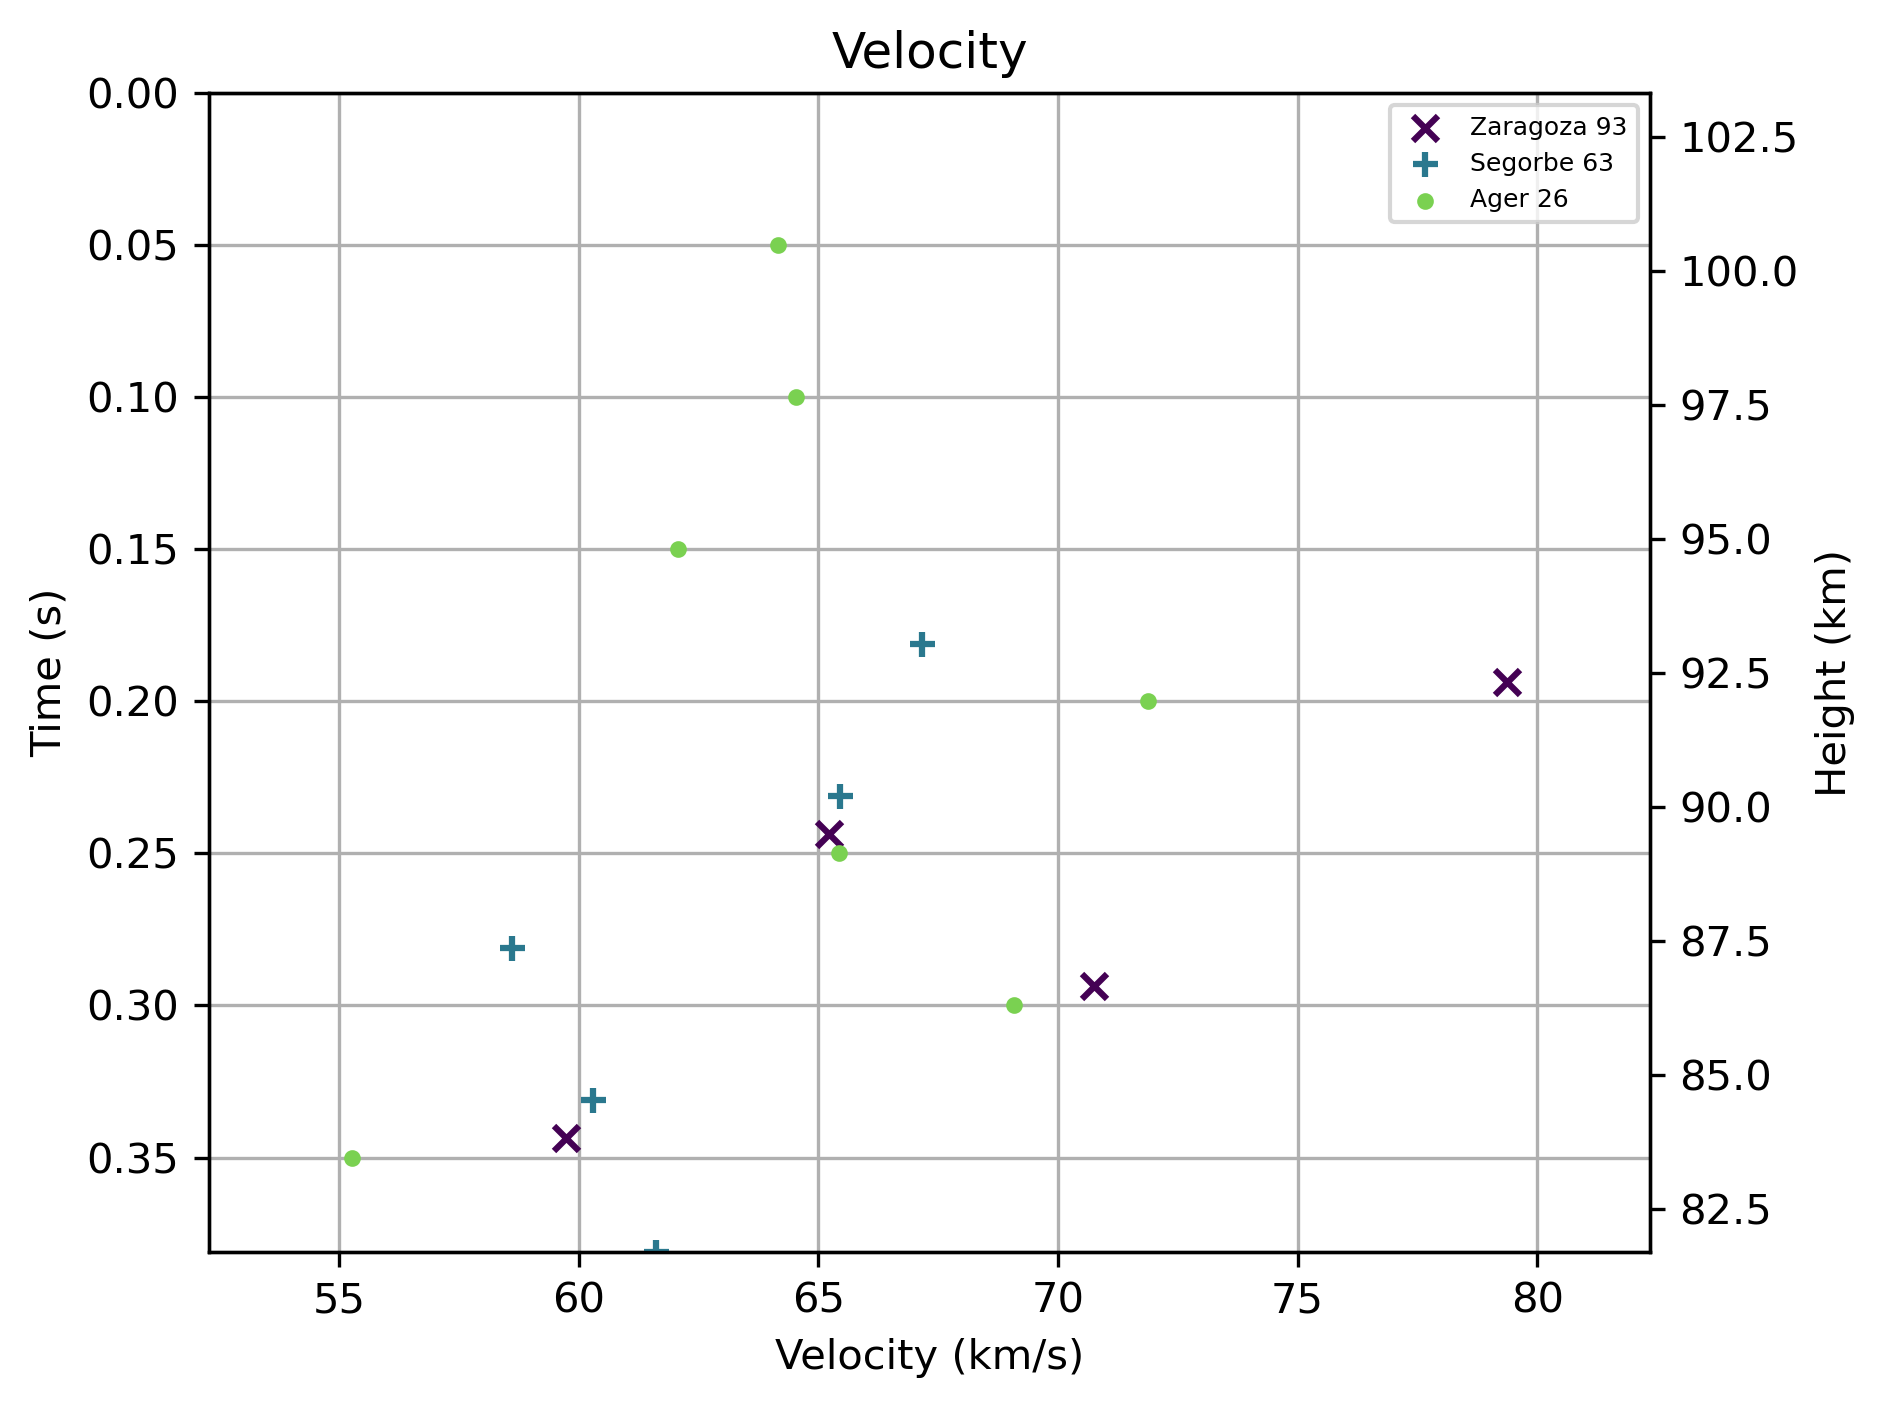 Velocity
0.00
0.05
0.10
0.15
0.20
0.25
0.30
0.35
Time (s)
Zaragoza 93
Segorbe 63
Ager 26
102.5
100.0
97.5
95.0
92.5
90.0
87.5
85.0
82.5
Height (km)
55 60 65 70 75 80
Velocity (km/s)